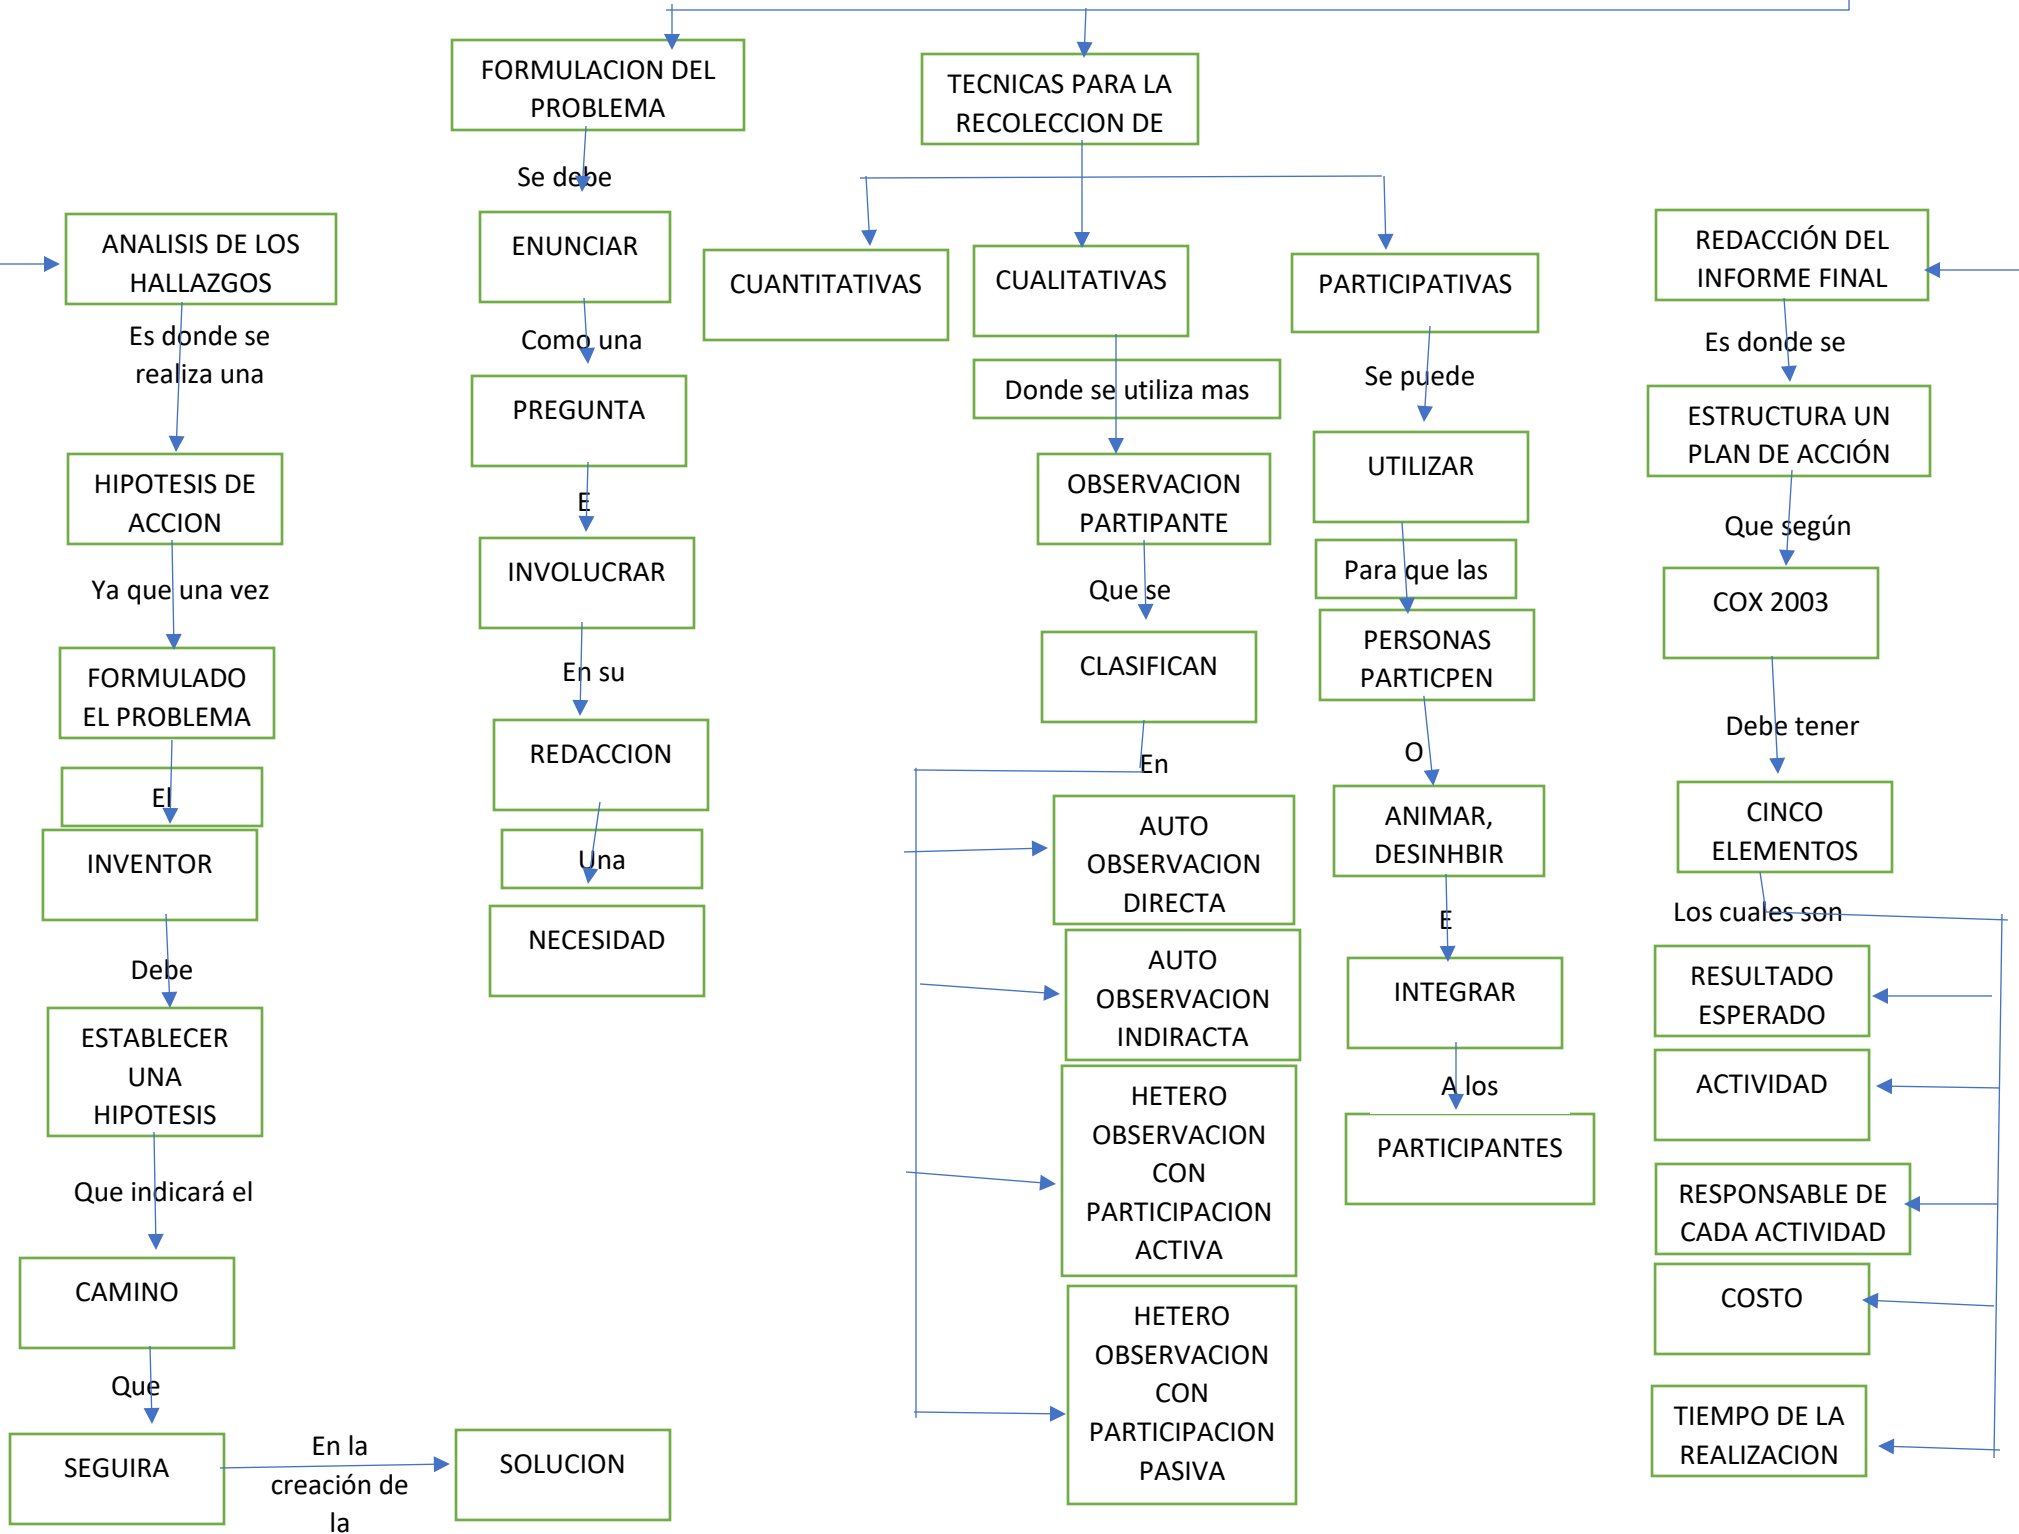 FORMULACION DEL
PROBLEMA
Se debe
ENUNCIAR
Como una
PREGUNTA
E
INVOLUCRAR
En su
REDACCION
Una
NECESIDAD
TECNICAS PARA LA
RECOLECCION DE
CUANTITATIVAS
CUALITATIVAS
Donde se utiliza mas
OBSERVACION
PARTIPANTE
Que se
CLASIFICAN
En
AUTO
OBSERVACION
DIRECTA
AUTO
OBSERVACION
INDIRACTA
HETERO
OBSERVACION
CON
PARTICIPACION
ACTIVA
HETERO
OBSERVACION
CON
PARTICIPACION
PASIVA
PARTICIPATIVAS
Se puede
UTILIZAR
Para que las
PERSONAS
PARTICPEN
O
ANIMAR,
DESINHBIR
E
INTEGRAR
A los
PARTICIPANTES
ANALISIS DE LOS
HALLAZGOS
Es donde se
realiza una
HIPOTESIS DE
ACCION
Ya que una vez
FORMULADO
EL PROBLEMA
El
INVENTOR
Debe
ESTABLECER
UNA
HIPOTESIS
Que indicará el
CAMINO
Que
SEGUIRA
En la
creación de
la
SOLUCION
REDACCIÓN DEL
INFORME FINAL
Es donde se
ESTRUCTURA UN
PLAN DE ACCIÓN
Que según
COX 2003
Debe tener
CINCO
ELEMENTOS
Los cuales son
RESULTADO
ESPERADO
ACTIVIDAD
RESPONSABLE DE
CADA ACTIVIDAD
COSTO
TIEMPO DE LA
REALIZACION